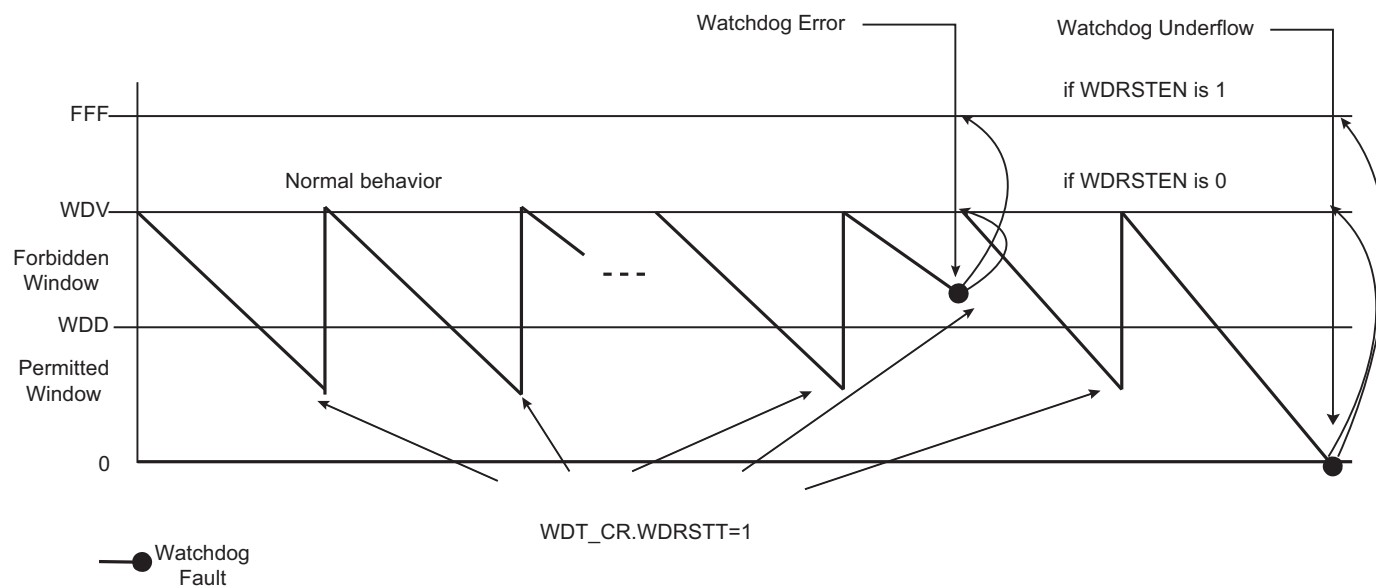 Watchdog Error
Watchdog Underflow
if WDRSTEN is 1
FFF
Normal behavior
if WDRSTEN is 0
WDV
Forbidden
Window
WDD
Permitted
Window
0
WDT_CR.WDRSTT=1
Watchdog
Fault